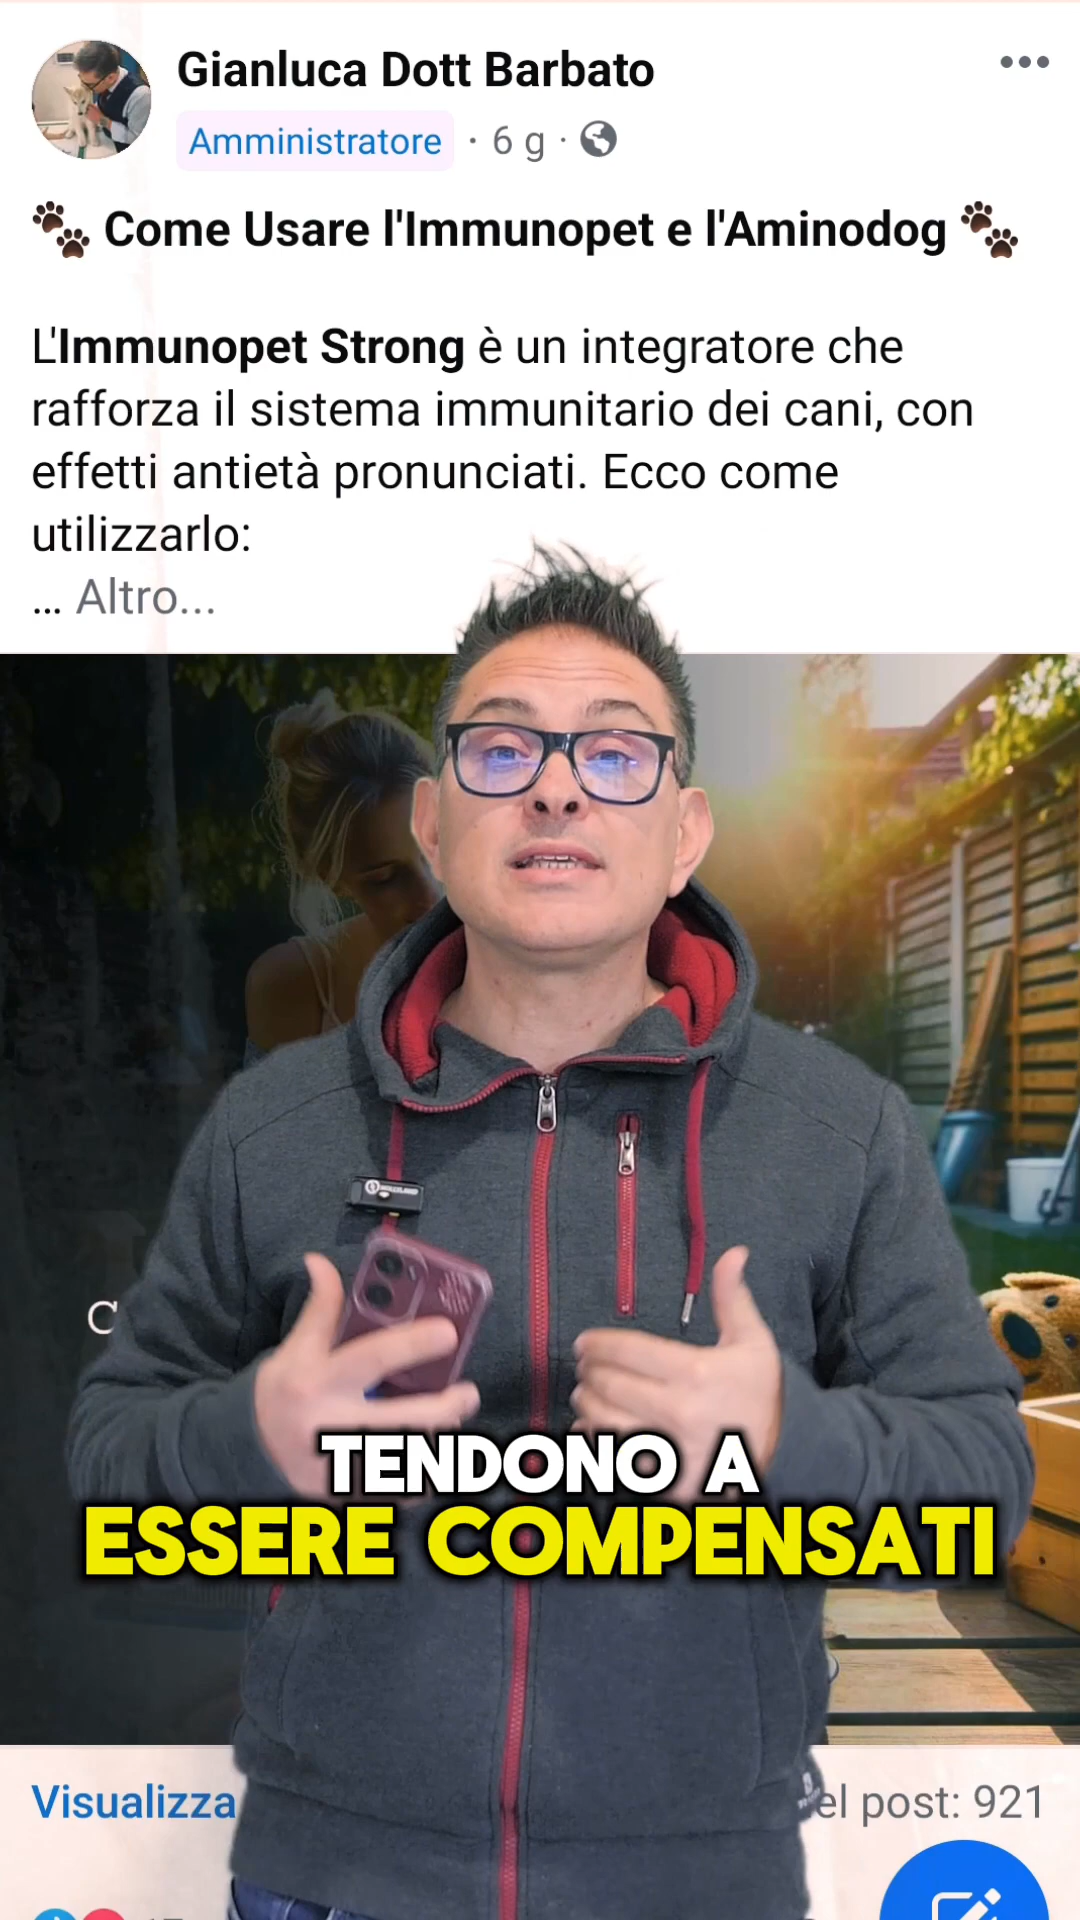 Gianluca Dott Barbato
Amministratore · 6 g ·
Come Usare l'Immunopet e l'Aminodog
L'Immunopet Strong è un integratore che
rafforza il sistema immunitario dei cani, con
effetti antietà pronunciati. Ecco come
utilizzarlo:
... Altro...
C
TENDONO A
ESSERE COMPENSATI
Visualizza
el post: 921